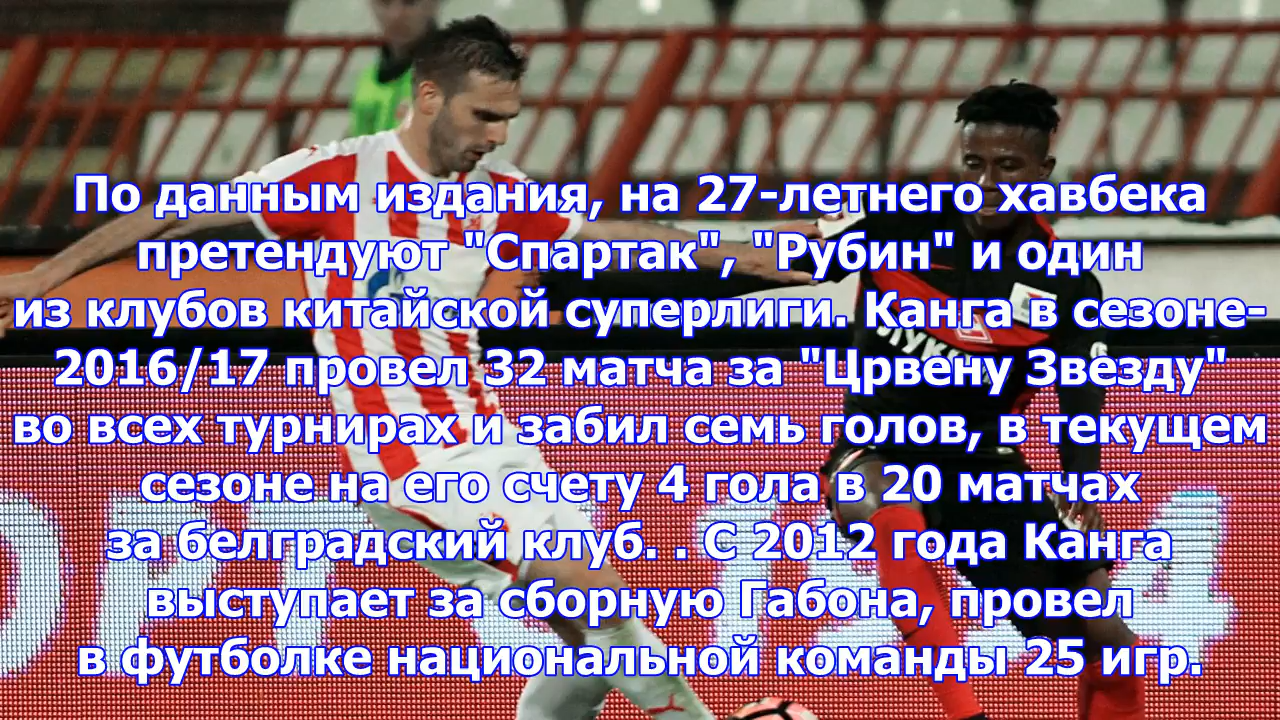 По данным издания, на 27-летнего хавбека
претендуют "Спартак", "Рубин" и один
из клубов китайской суперлиги. Канга в сезоне-
2016/17 провел 32 матча за "Црвену Звезду"
во всех турнирах и забил семь голов, в текущем
сезоне на его счету 4 гола в 20 матчах
за белградский клуб. . С 2012 года Канга
выступает за сборную Габона, провел
в футболке национальной команды 25 игр.